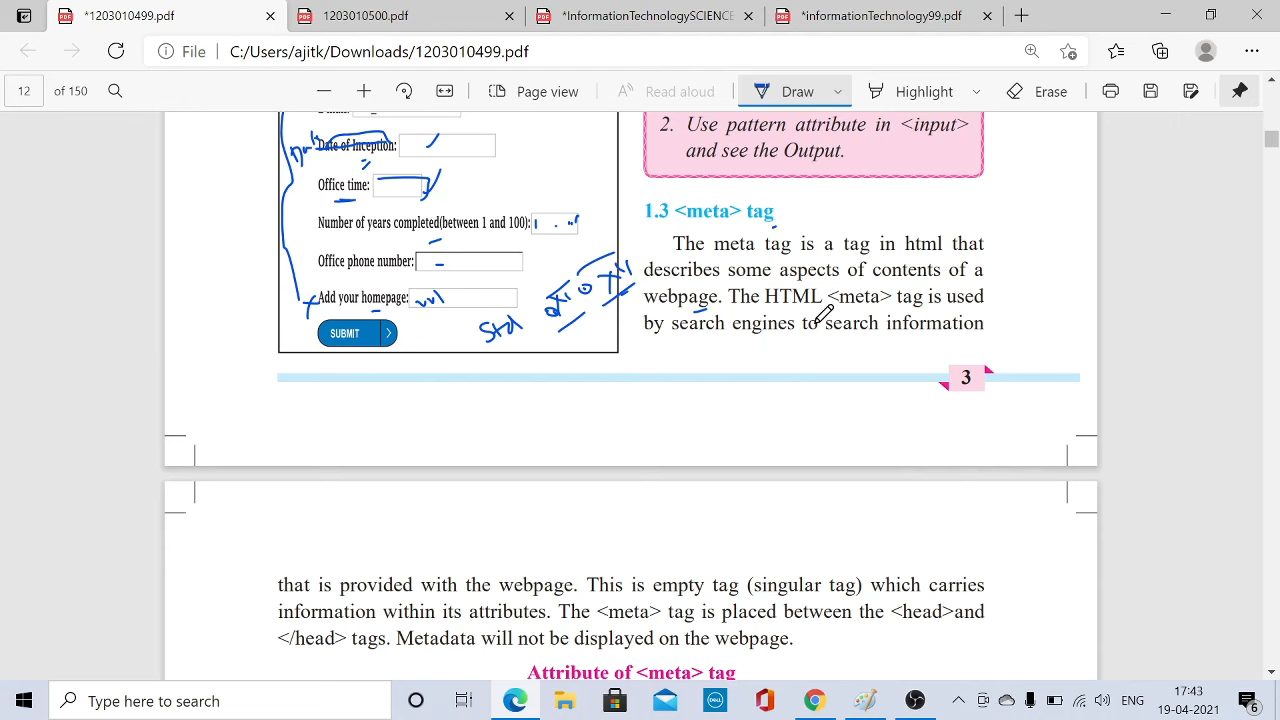 *1203010499.pdf
*1203010500.pdf
*InformationTechnologyScience
*InformationTechnologyScience
File
C:/Users/ajitk/Downloads/1203010499.pdf
12 of 150
Page view
Read aloud
Draw
Highlight
Erase
Date of Inception:
Office time:
Number of years completed(between 1 and 100):
Office phone number:
Add your homepage:
SUBMIT
Std XI XII
2. Use pattern attribute in <input>
and see the Output.
1.3 <meta> tag
The meta tag is a tag in html that
describes some aspects of contents of a
webpage. The HTML <meta> tag is used
by search engines to search information
3
that is provided with the webpage. This is empty tag (singular tag) which carries
information within its attributes. The <meta> tag is placed between the <head>and
</head> tags. Metadata will not be displayed on the webpage.
Attribute of <meta> tag
Type here to search
ENG
17:43
19-04-2021
6